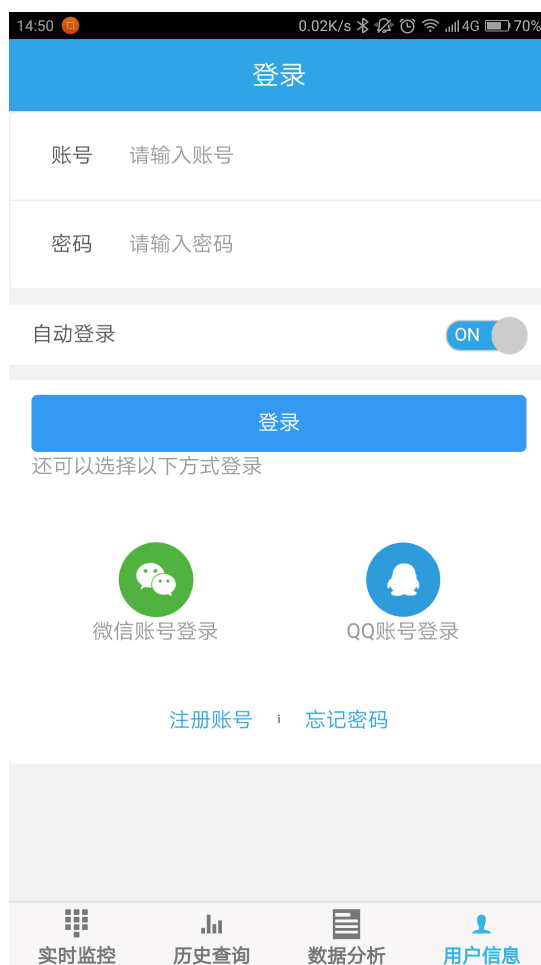 14:50 0.02K/s 4G 70%
登录
账号 请输入账号
密码 请输入密码
自动登录 ON
登录
还可以选择以下方式登录
微信账号登录 QQ账号登录
注册账号 i 忘记密码
实时监控 历史查询 数据分析 用户信息